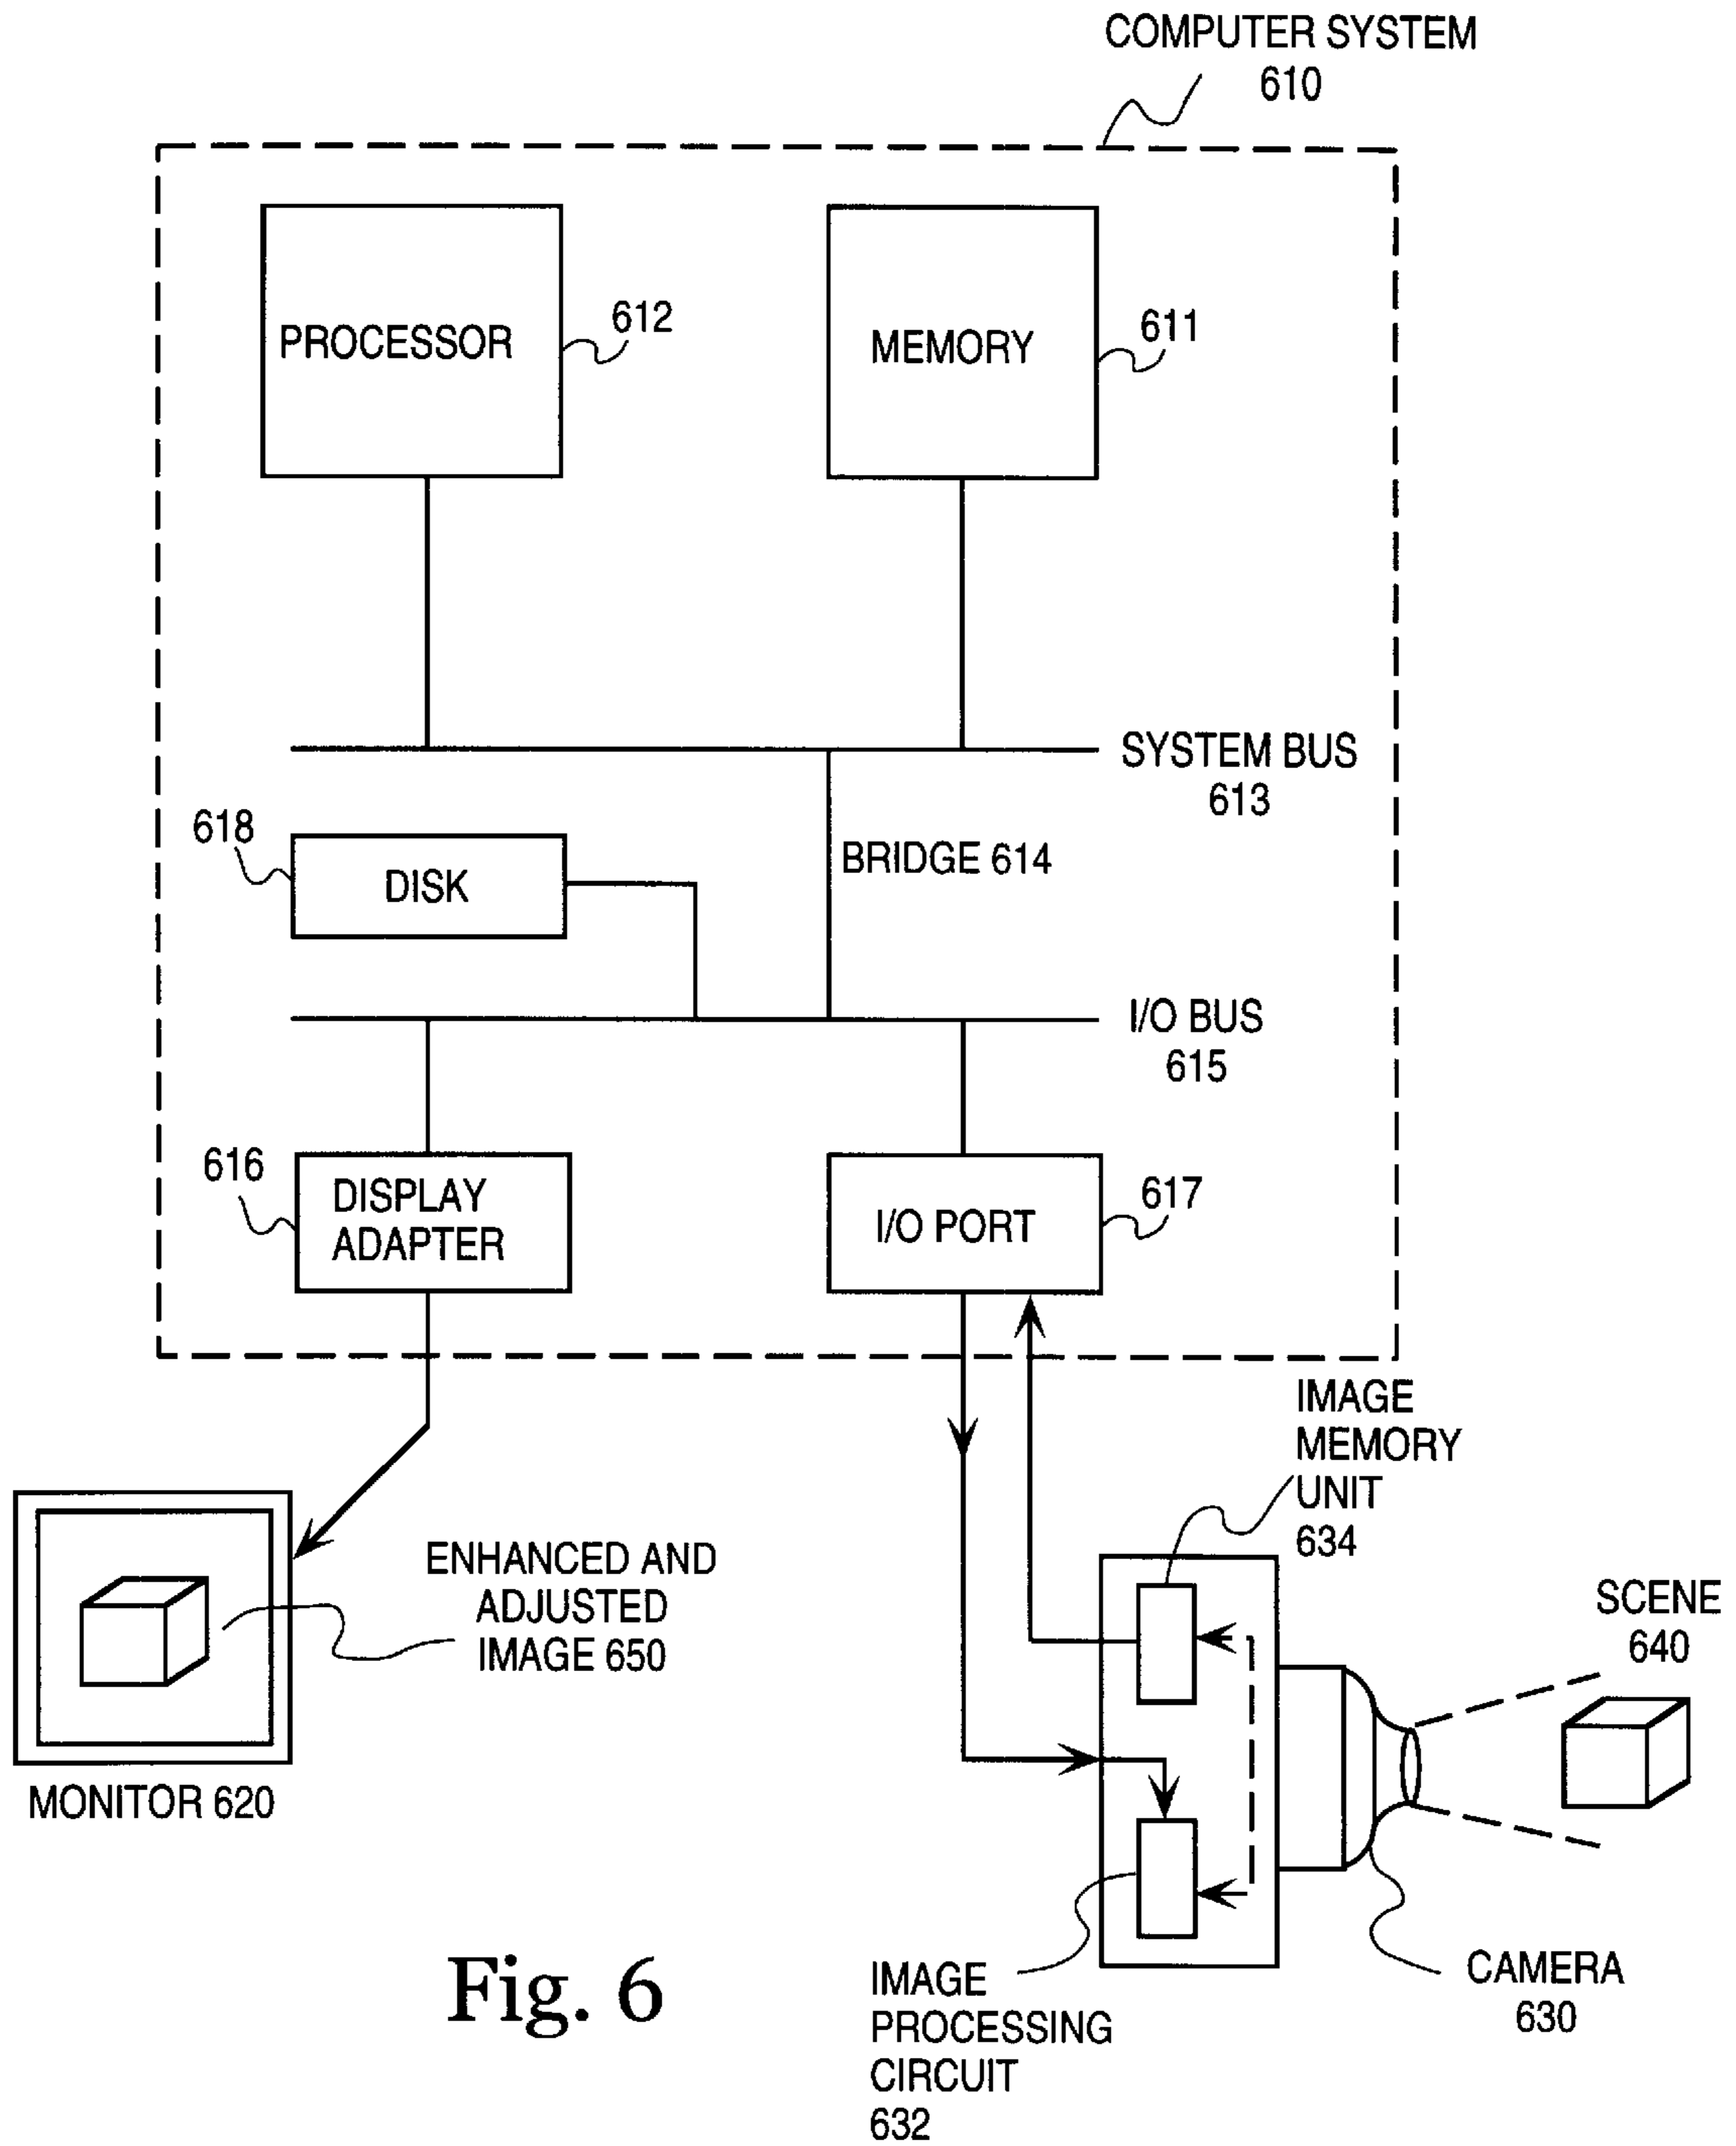 COMPUTER SYSTEM
610
PROCESSOR
612
MEMORY
611
SYSTEM BUS
613
618
DISK
BRIDGE 614
I/O BUS
615
616
DISPLAY
ADAPTER
I/O PORT
617
IMAGE
MEMORY
UNIT
634
ENHANCED AND
ADJUSTED
IMAGE 650
SCENE
640
MONITOR 620
Fig. 6
IMAGE
PROCESSING
CIRCUIT
632
CAMERA
630